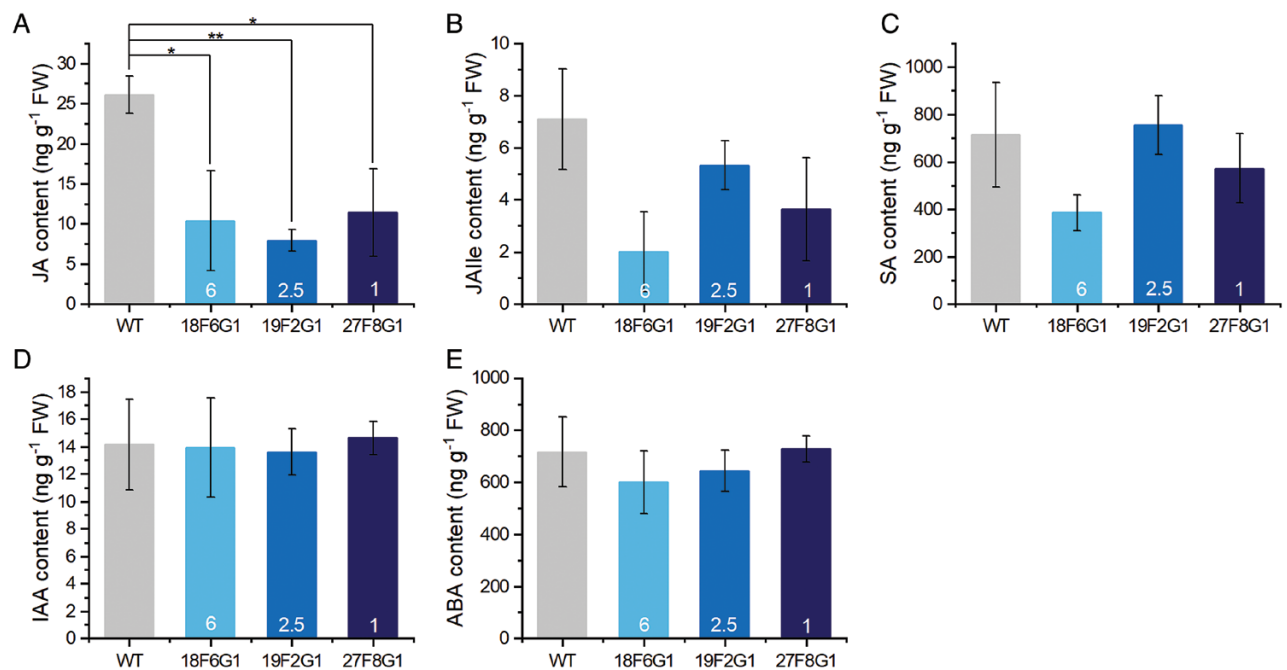 A
*
**
*
JA content (ng g-1 FW)
30
25
20
15
10
5
0
6
2.5
1
WT
18F6G1
19F2G1
27F8G1
B
JAIle content (ng g-1 FW)
10
8
6
4
2
0
6
2.5
1
WT
18F6G1
19F2G1
27F8G1
C
SA content (ng g-1 FW)
1000
800
600
400
200
0
6
2.5
1
WT
18F6G1
19F2G1
27F8G1
D
IAA content (ng g-1 FW)
18
16
14
12
10
8
6
4
2
0
6
2.5
1
WT
18F6G1
19F2G1
27F8G1
E
ABA content (ng g-1 FW)
1000
800
600
400
200
0
6
2.5
1
WT
18F6G1
19F2G1
27F8G1